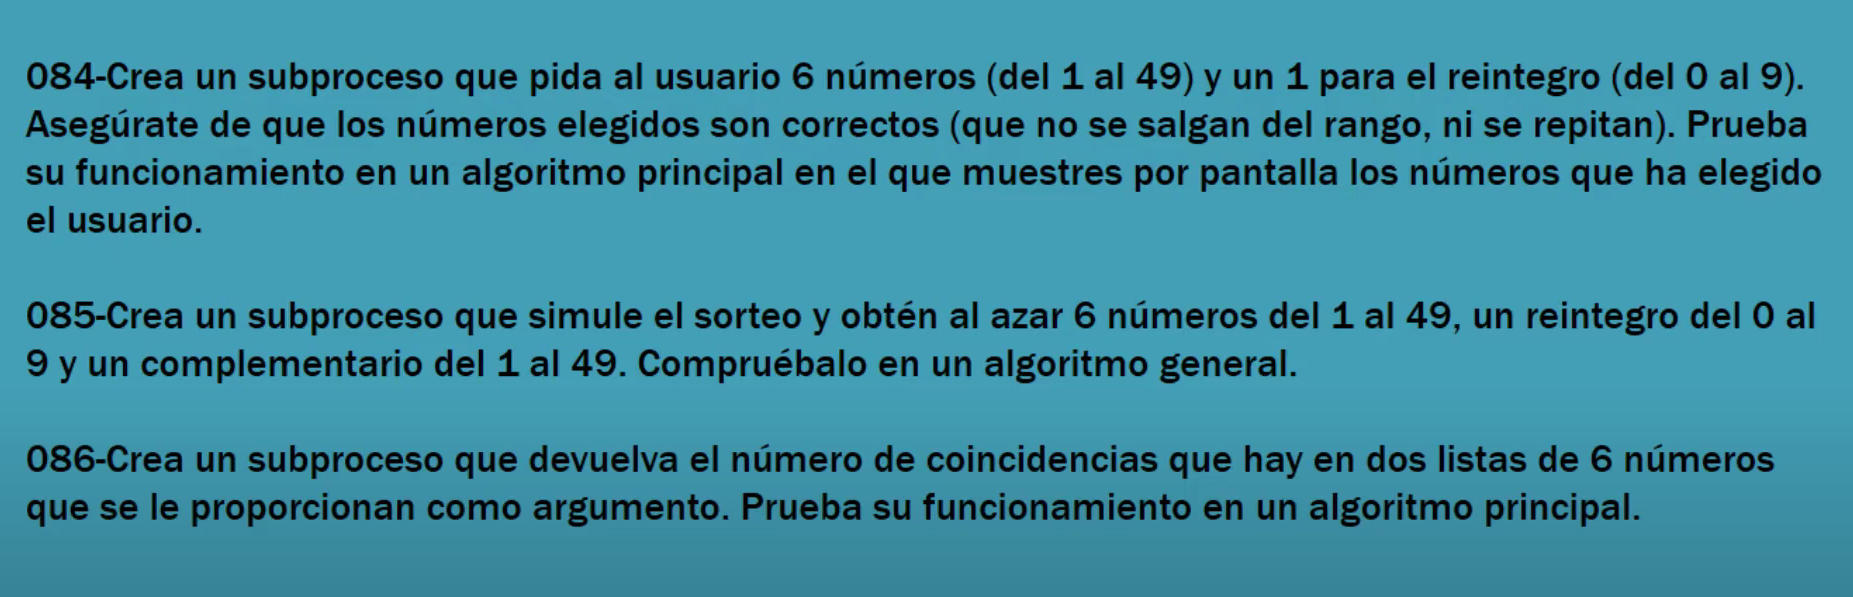 084-Crea un subproceso que pida al usuario 6 números (del 1 al 49) y un 1 para el reintegro (del 0 al 9).
Asegúrate de que los números elegidos son correctos (que no se salgan del rango, ni se repitan). Prueba
su funcionamiento en un algoritmo principal en el que muestres por pantalla los números que ha elegido
el usuario.
085-Crea un subproceso que simule el sorteo y obtén al azar 6 números del 1 al 49, un reintegro del 0 al
9 y un complementario del 1 al 49. Compruébalo en un algoritmo general.
086-Crea un subproceso que devuelva el número de coincidencias que hay en dos listas de 6 números
que se le proporcionan como argumento. Prueba su funcionamiento en un algoritmo principal.